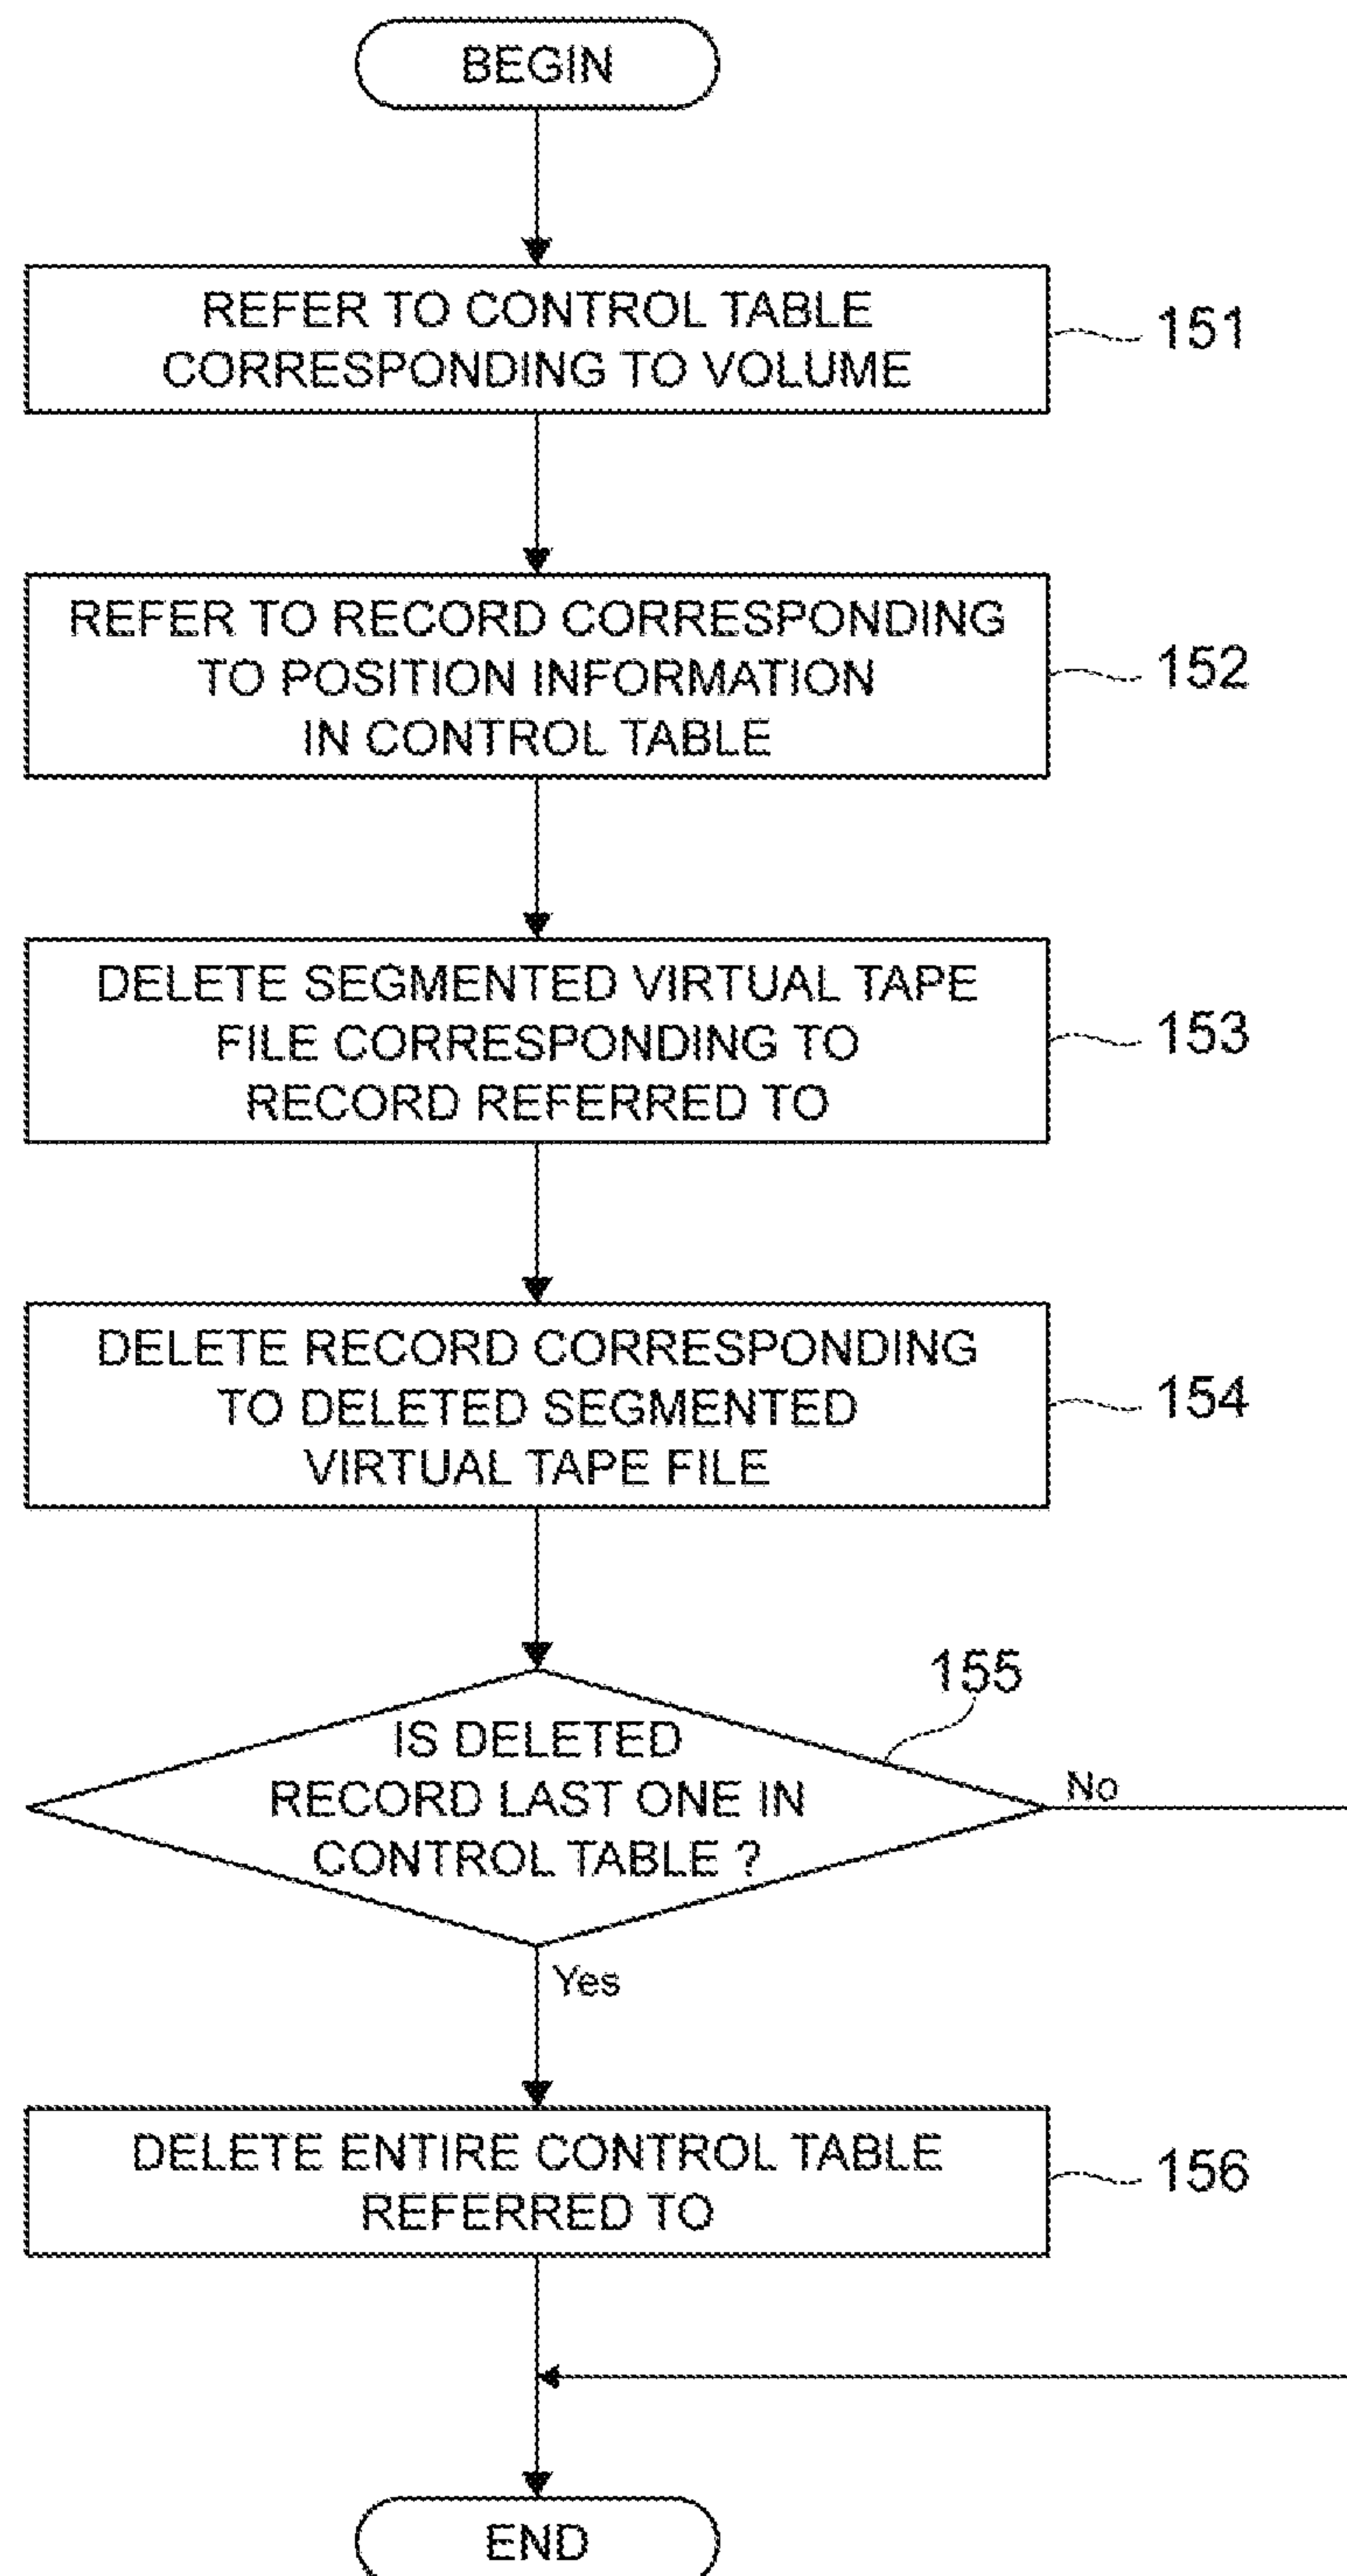 BEGIN
REFER TO CONTROL TABLE
CORRESPONDING TO VOLUME
151
REFER TO RECORD CORRESPONDING
TO POSITION INFORMATION
IN CONTROL TABLE
152
DELETE SEGMENTED VIRTUAL TAPE
FILE CORRESPONDING TO
RECORD REFERRED TO
153
DELETE RECORD CORRESPONDING
TO DELETED SEGMENTED
VIRTUAL TAPE FILE
154
155
IS DELETED
RECORD LAST ONE IN
CONTROL TABLE ?
No
Yes
DELETE ENTIRE CONTROL TABLE
REFERRED TO
156
END